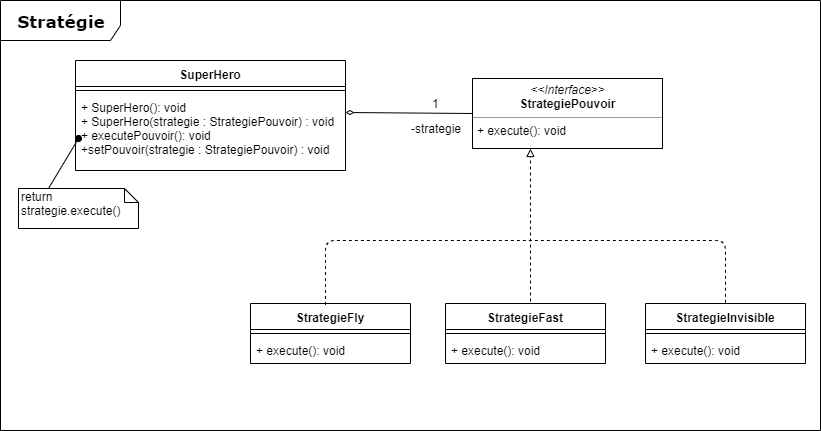 Stratégie
SuperHero
+ SuperHero(): void
+ SuperHero(strategie : StrategiePouvoir) : void
+ executePouvoir(): void
+setPouvoir(strategie : StrategiePouvoir) : void
return
strategie.execute()
1
-strategie
<<Interface>>
StrategiePouvoir
+ execute(): void
StrategieFly
+ execute(): void
StrategieFast
+ execute(): void
StrategieInvisible
+ execute(): void